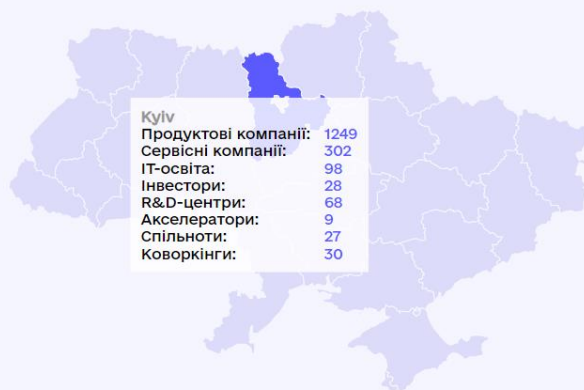 Kyiv
Продуктові компанії: 1249
Сервісні компанії: 302
IT-освіта: 98
Інвестори: 28
R&D-центри: 68
Акселератори: 9
Спільноти: 27
Коворкінги: 30